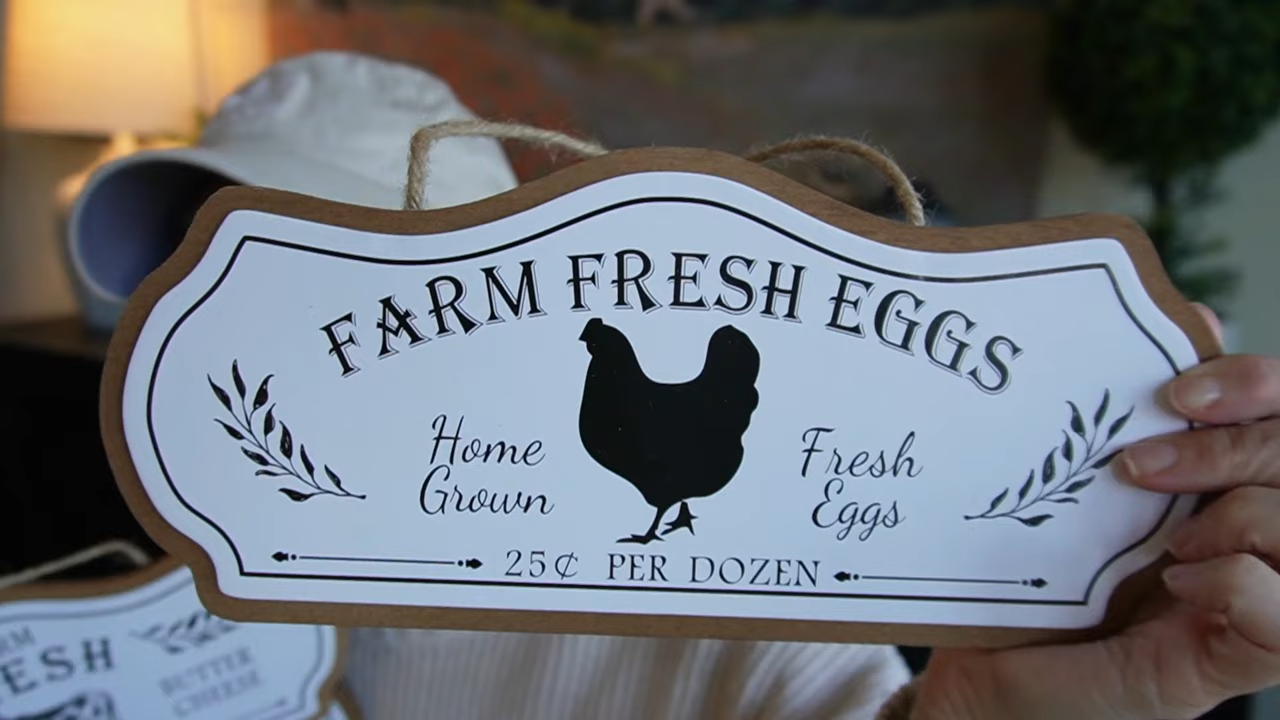 FARM FRESH EGGS
Home
Grown
Fresh
Eggs
25¢ PER DOZEN
ESH
BUTTER
CHEESE